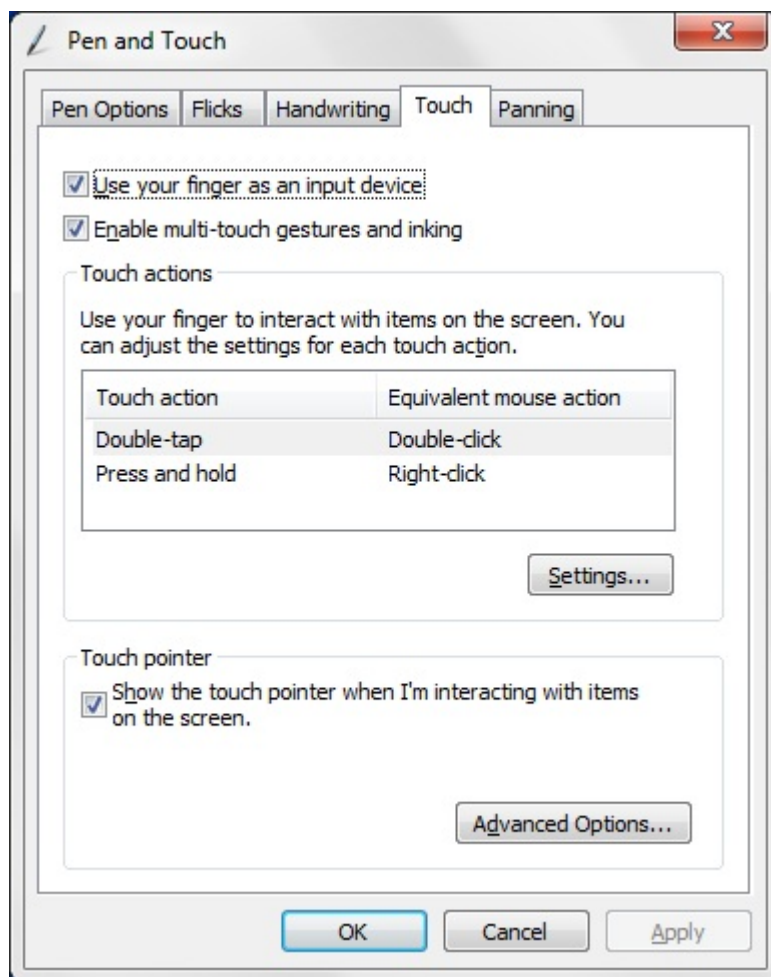 Pen and Touch
Pen Options Flicks Handwriting Touch Panning
Use your finger as an input device
Enable multi-touch gestures and inking
Touch actions
Use your finger to interact with items on the screen. You
can adjust the settings for each touch action.
Touch action Equivalent mouse action
Double-tap Double-click
Press and hold Right-click
Settings...
Touch pointer
Show the touch pointer when I'm interacting with items
on the screen.
Advanced Options...
OK Cancel Apply